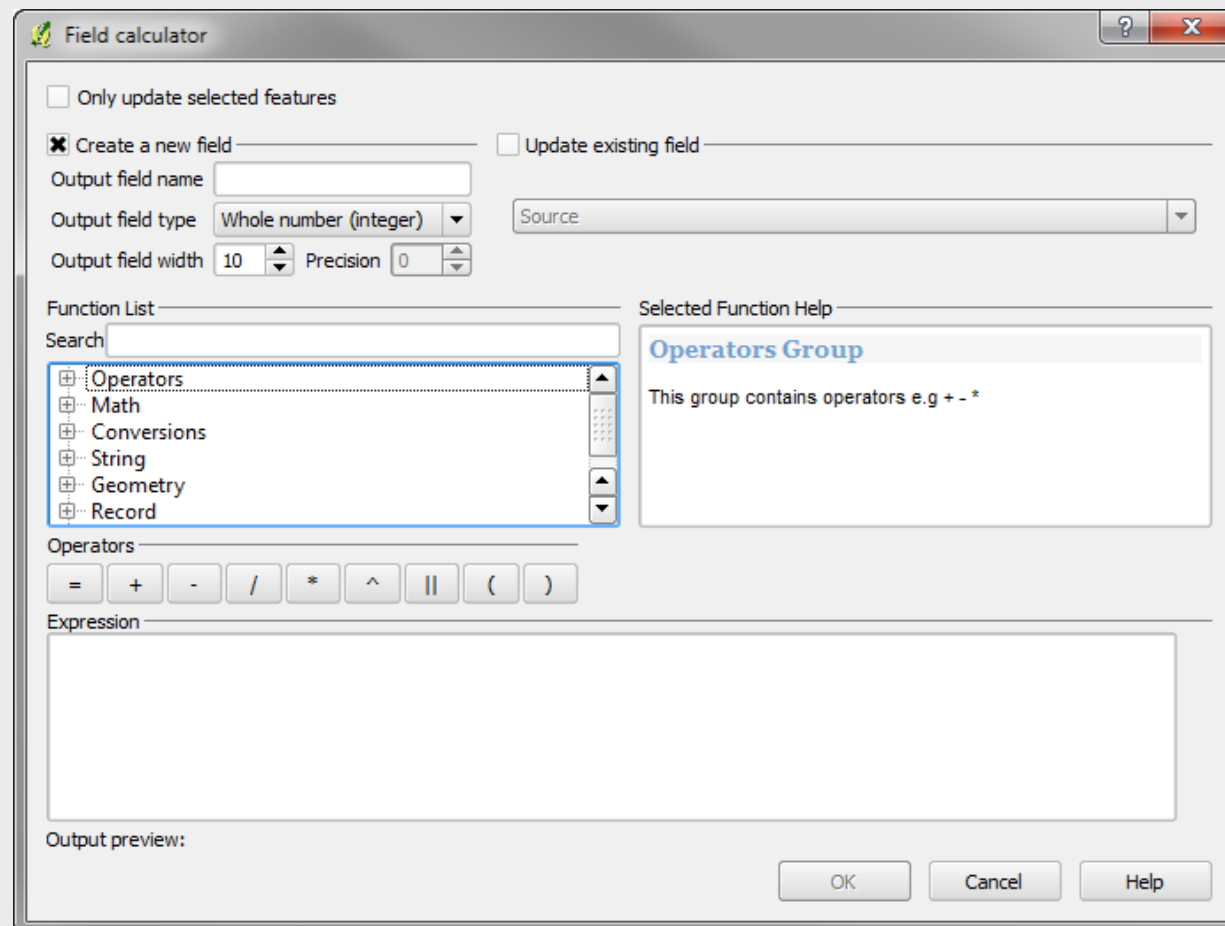 Field calculator
?
X
Only update selected features
Create a new field
Update existing field
Output field name
Output field type Whole number (integer)
Source
Output field width 10 Precision 0
Function List
Search
Operators
Math
Conversions
String
Geometry
Record
Selected Function Help
Operators Group
This group contains operators e.g + - *
Operators
= + - / * ^ || ( )
Expression
Output preview:
OK Cancel Help